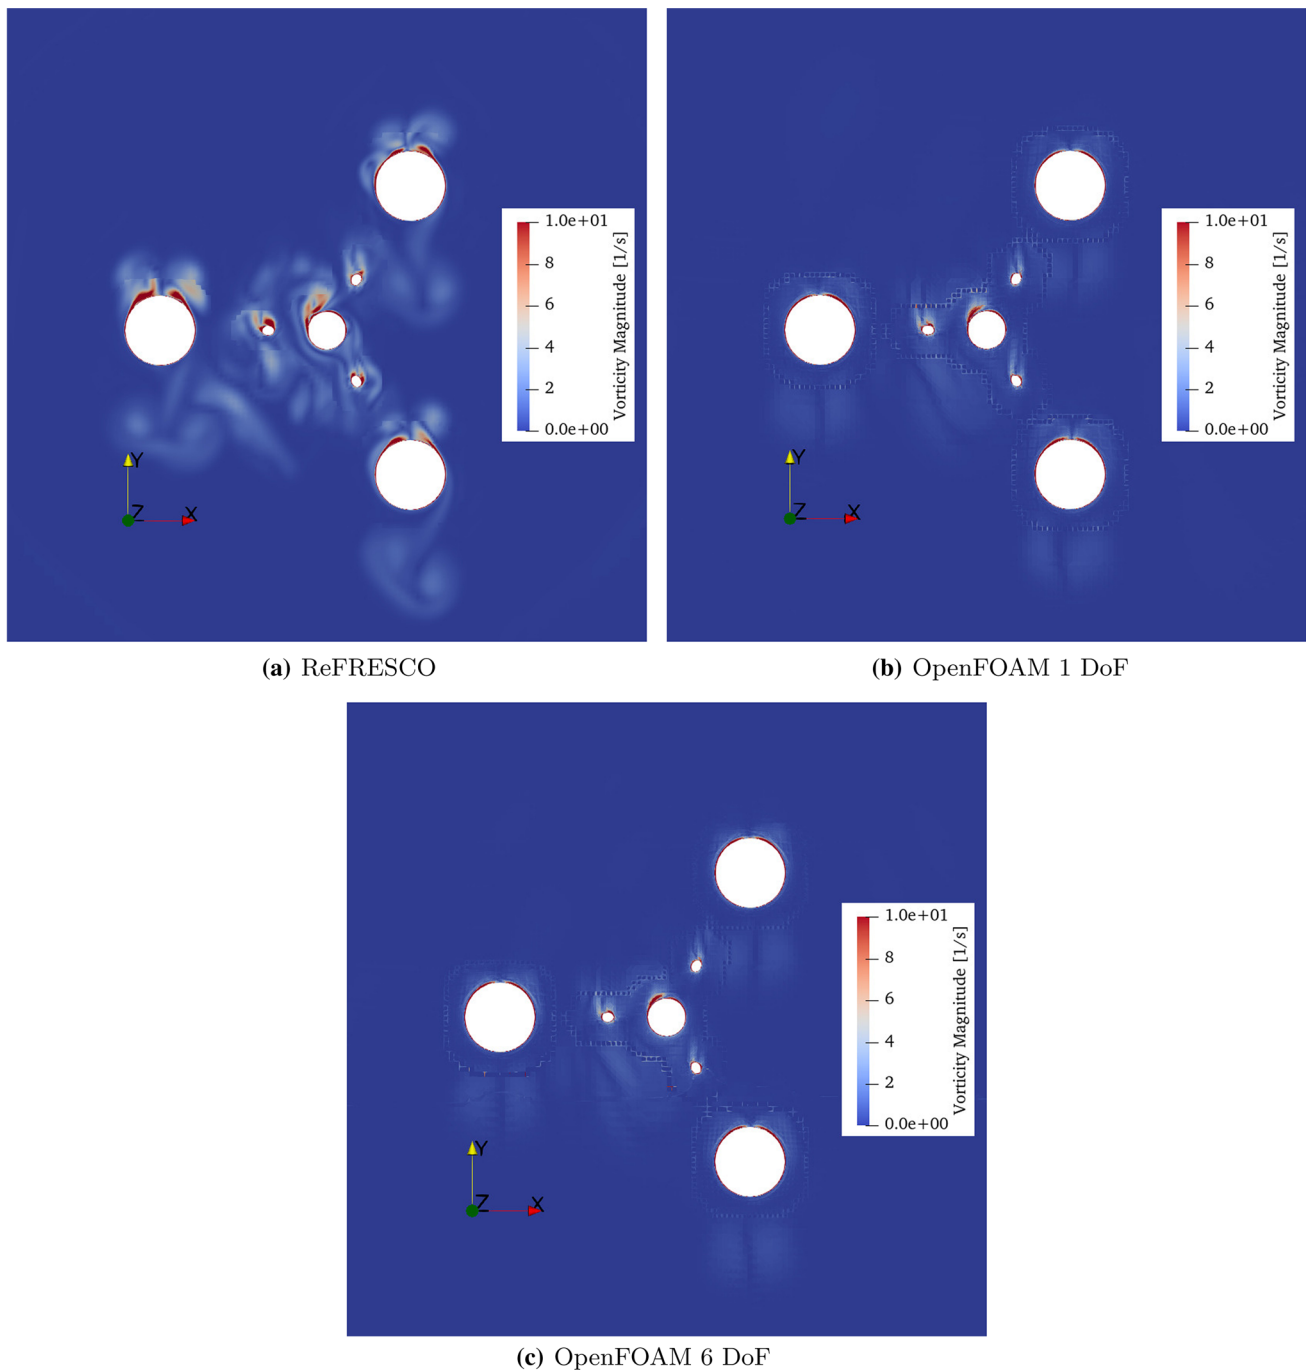 1.0e+01
8
6
4
2
0.0e+00
Vorticity Magnitude [1/s]
Y
Z
X
1.0e+01
8
6
4
2
0.0e+00
Vorticity Magnitude [1/s]
Y
Z
X
(a) ReFRESCO
(b) OpenFOAM 1 DoF
1.0e+01
8
6
4
2
0.0e+00
Vorticity Magnitude [1/s]
Y
Z
X
(c) OpenFOAM 6 DoF